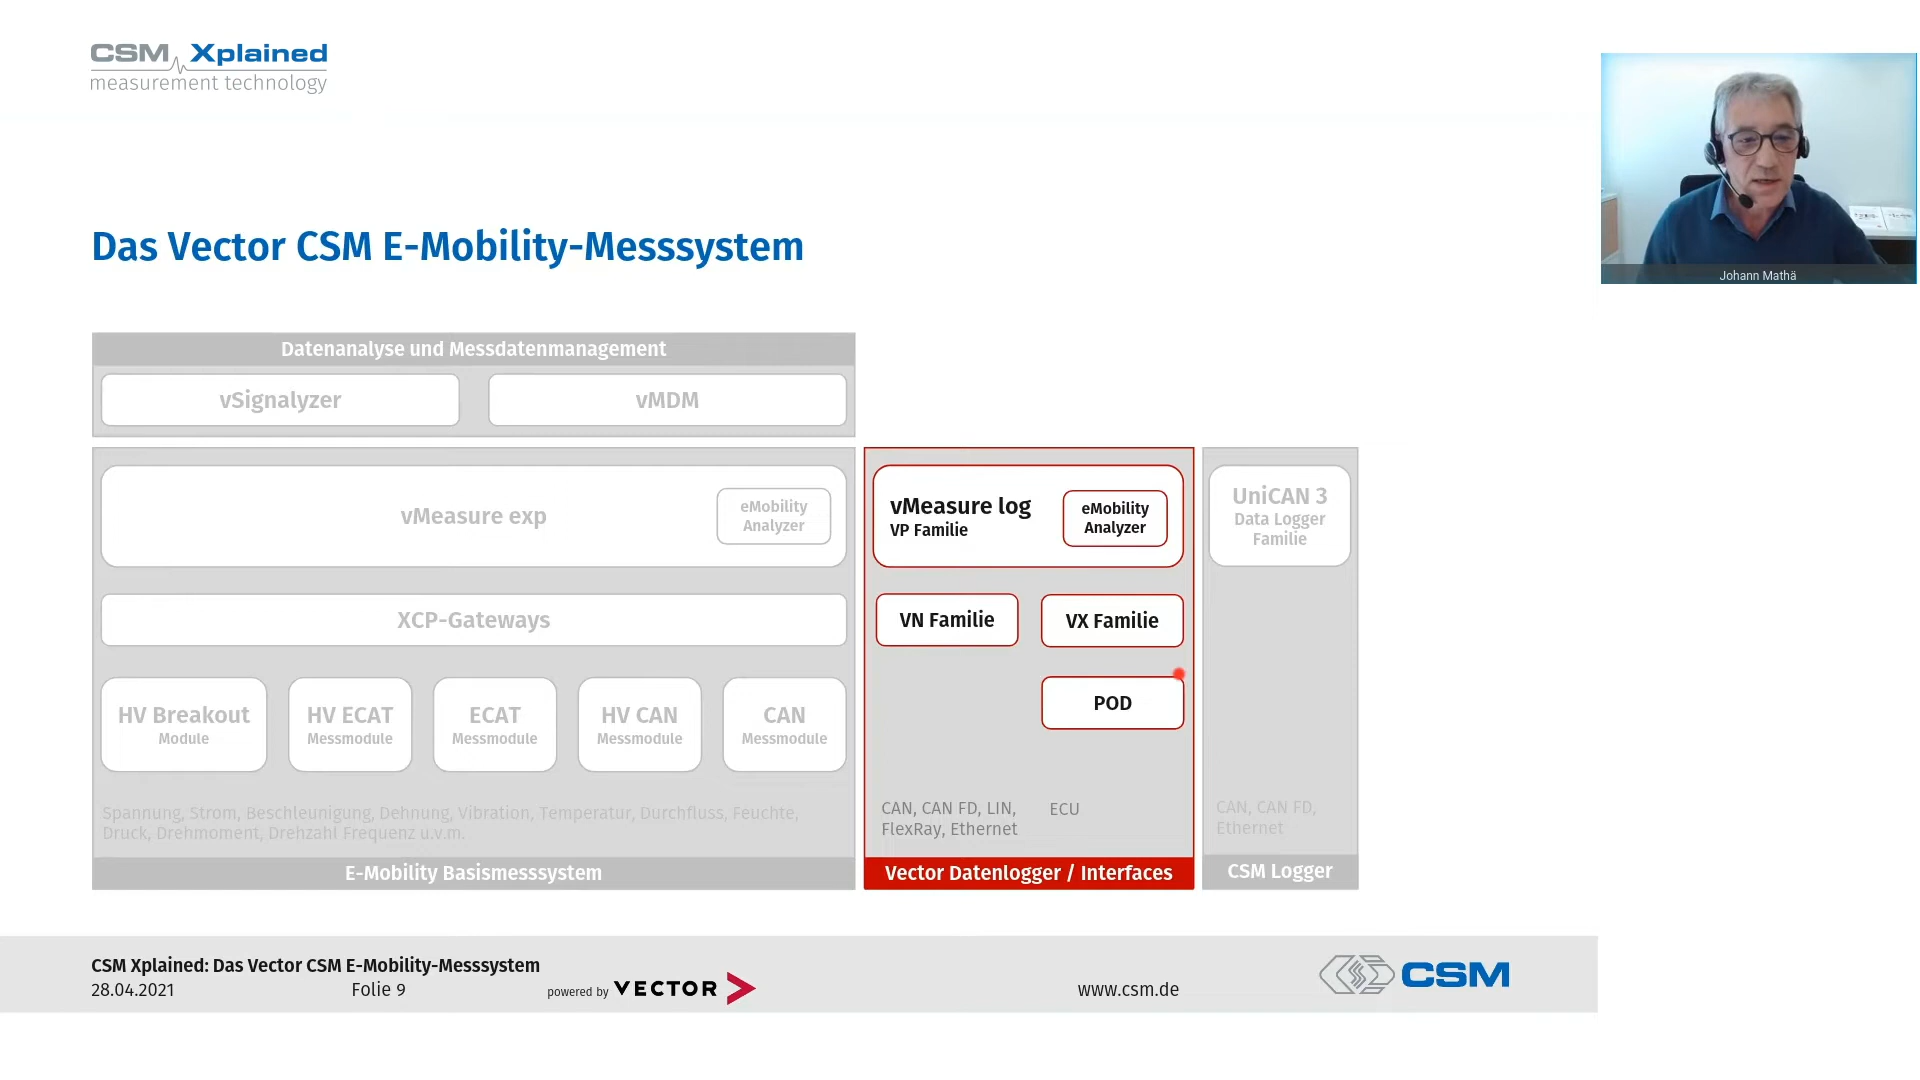 CSM Xplained
measurement technology
Johann Mathä
Das Vector CSM E-Mobility-Messsystem
Datenanalyse und Messdatenmanagement
vSignalyzer
vMDM
vMeasure exp
eMobility
Analyzer
XCP-Gateways
HV Breakout
Module
HV ECAT
Messmodule
ECAT
Messmodule
HV CAN
Messmodule
CAN
Messmodule
Spannung, Strom, Beschleunigung, Dehnung, Vibration, Temperatur, Durchfluss, Feuchte,
Druck, Drehmoment, Drehzahl Frequenz u.v.m.
E-Mobility Basismesssystem
vMeasure log
VP Familie
eMobility
Analyzer
VN Familie
VX Familie
POD
CAN, CAN FD, LIN,
FlexRay, Ethernet
ECU
Vector Datenlogger / Interfaces
UniCAN 3
Data Logger
Familie
CAN, CAN FD,
Ethernet
CSM Logger
CSM Xplained: Das Vector CSM E-Mobility-Messsystem
28.04.2021
Folie 9
powered by VECTOR
www.csm.de
CSM